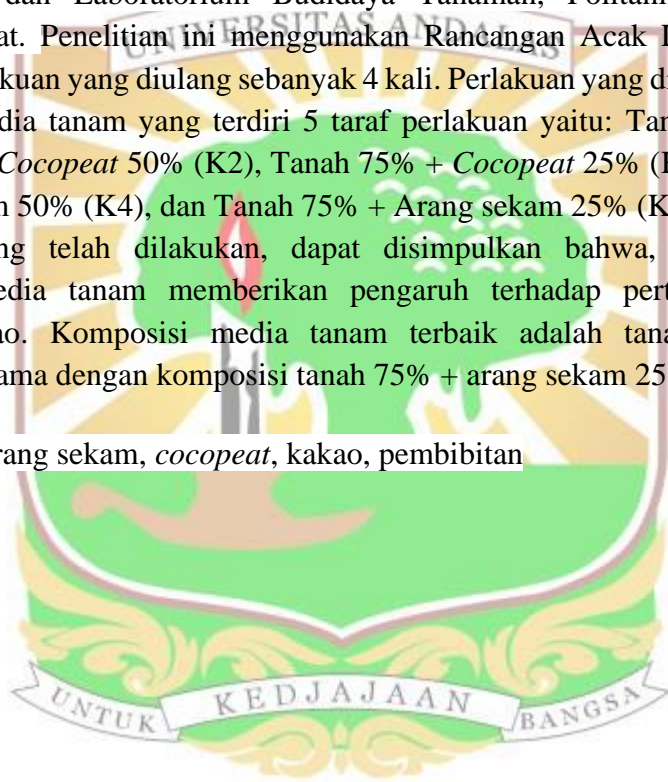 dan Laboratorium Budidaya Tanaman,
at. Penelitian ini menggunakan Rancangan Acak
kuan yang diulang sebanyak 4 kali. Perlakuan yang di
dia tanam yang terdiri 5 taraf perlakuan yaitu:
Cocopeat 50% (K2), Tanah 75% + Cocopeat 25%
n 50% (K4), dan Tanah 75% + Arang sekam 25% (K
ng telah dilakukan, dapat disimpulkan bahwa,
edia tanam memberikan pengaruh terhadap pert
ao. Komposisi media tanam terbaik adalah tana
ama dengan komposisi tanah 75% + arang sekam 25
rang sekam, cocopeat, kakao, pembibitan
UNIVERSITAS ANDALAS
UNTUK KEDJAJAAN BANGSA